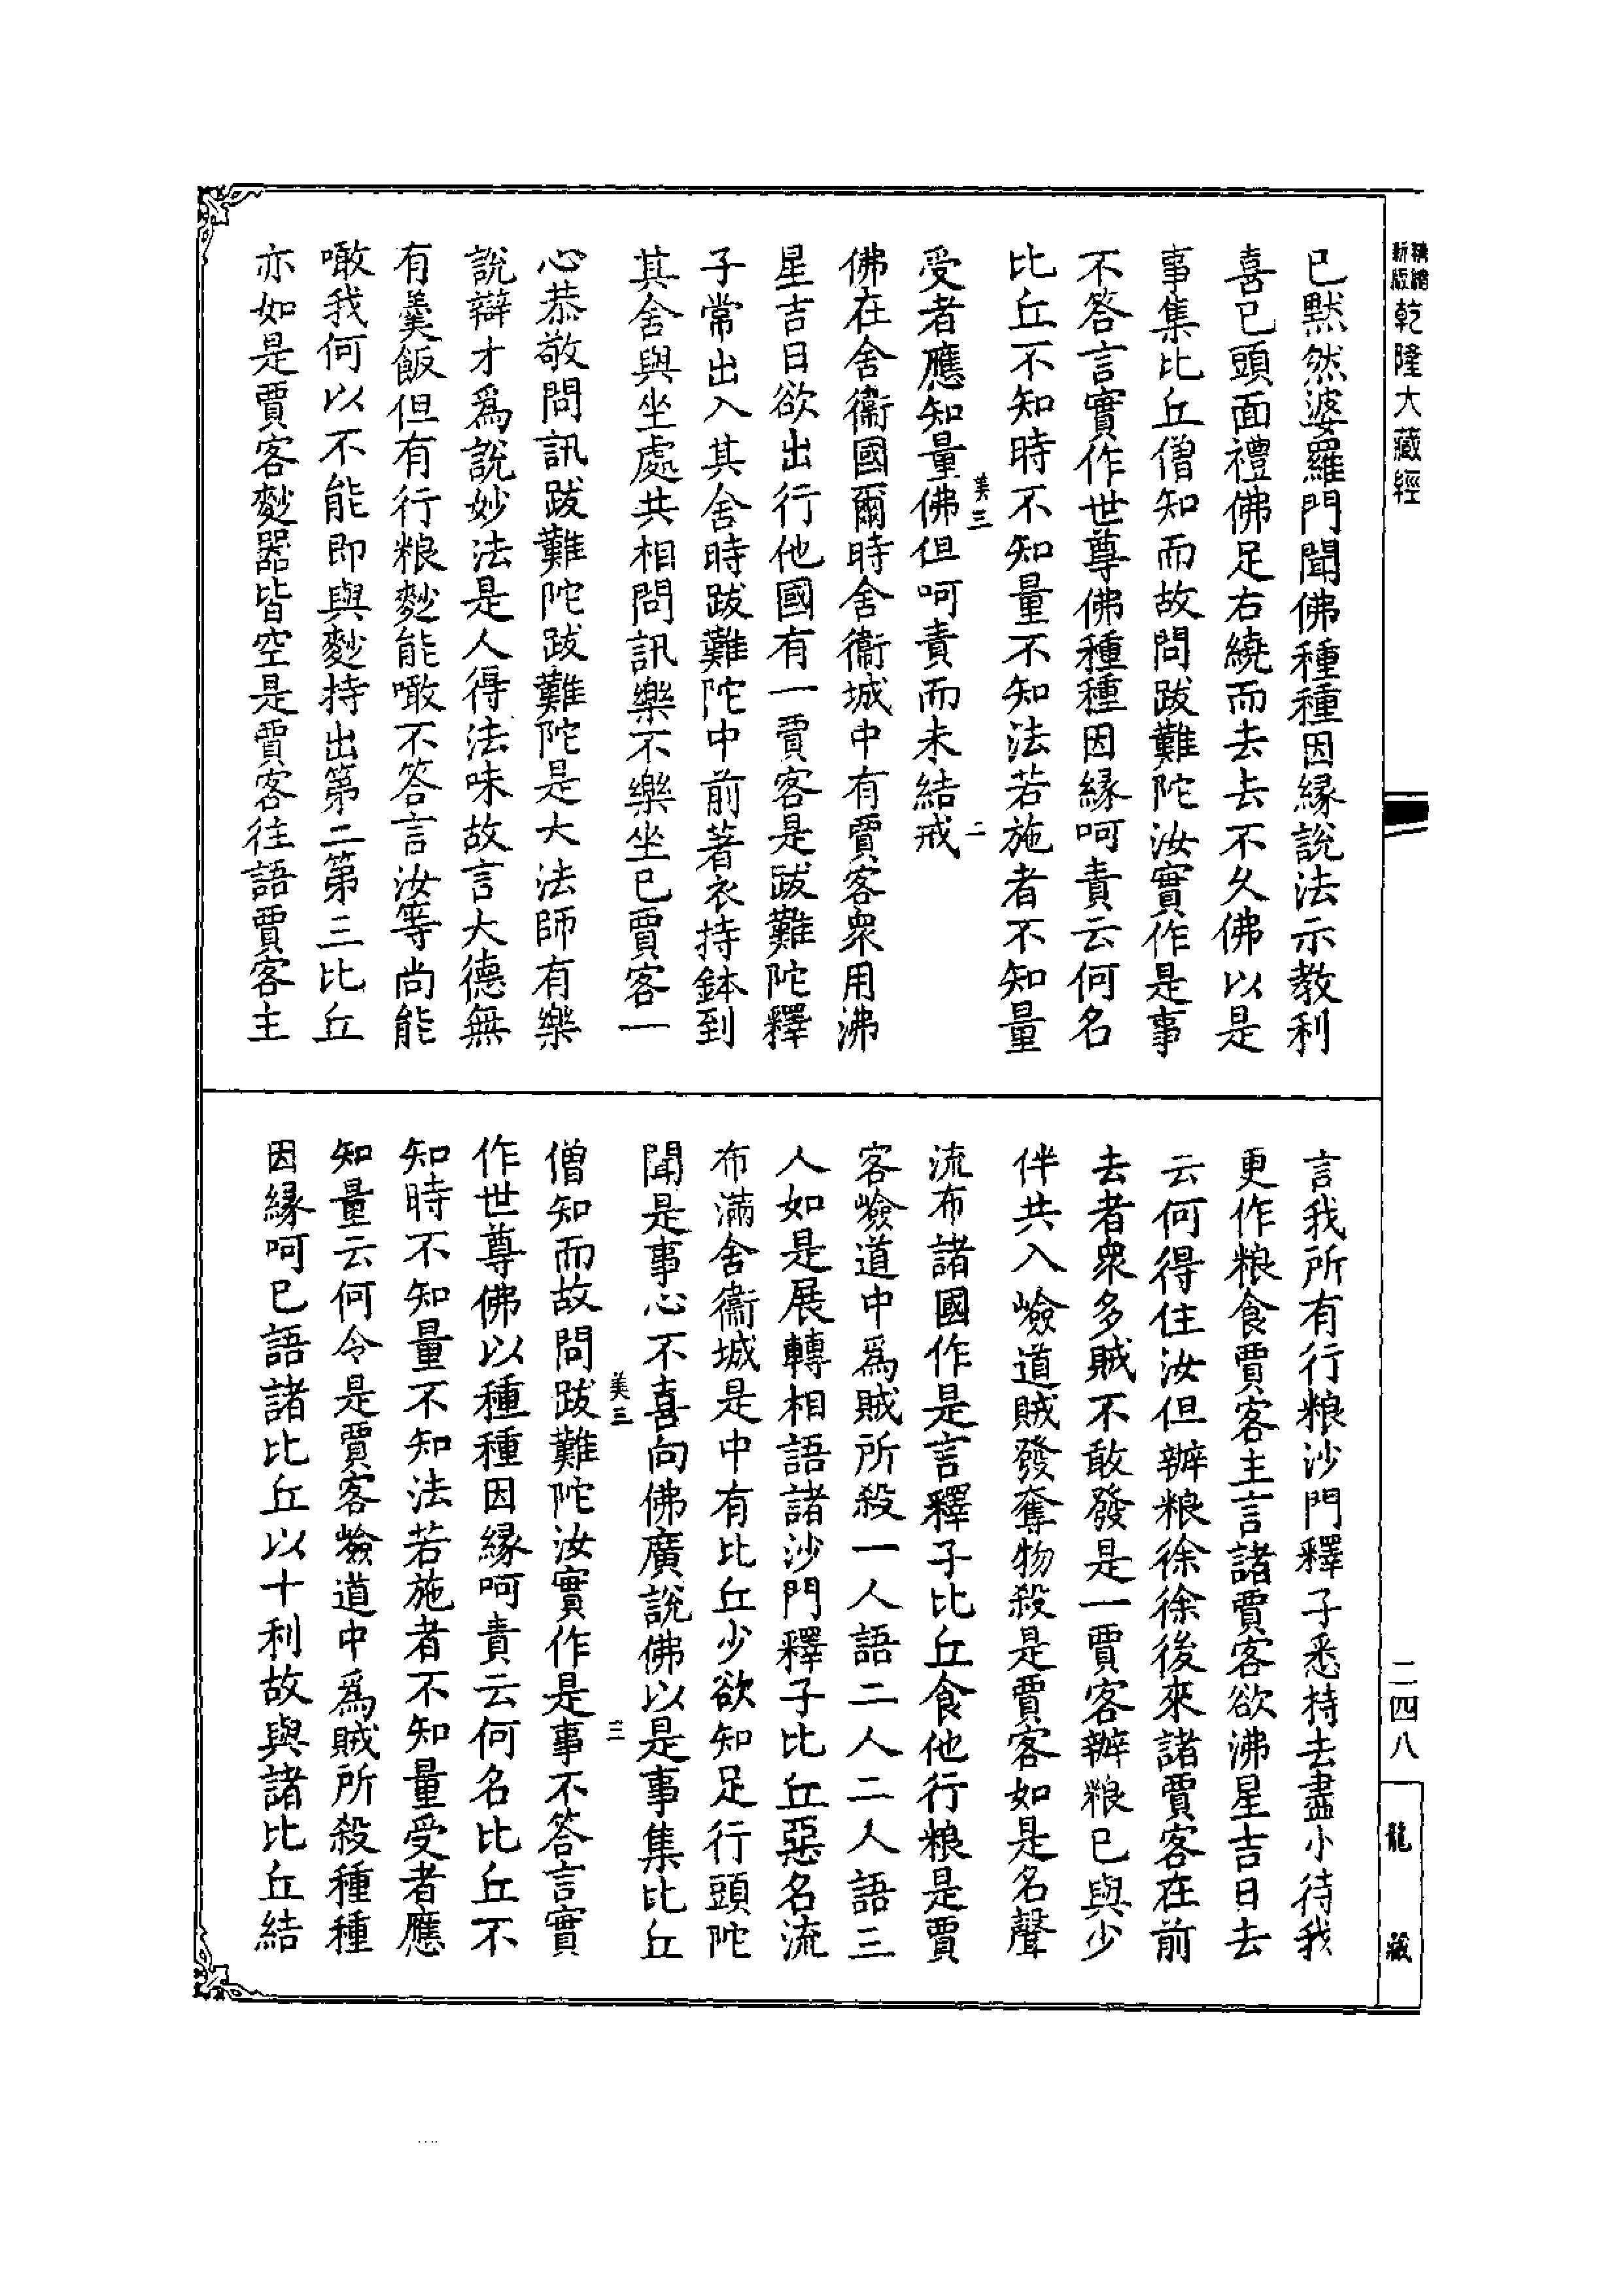 精繕
新版
乾隆大藏經
已黙然婆羅門聞佛種種因縁説法示教利
喜已頭面禮佛足右繞而去去不久佛以是
事集比丘僧知而故問跋難陀汝實作是事
不答言實作世尊佛種種因縁呵責云何名
比丘不知時不知量不知法若施者不知量
受者應知量佛但呵責而未結戒
美三
二
佛在舍衞國爾時舍衞城中有賈客衆用沸
星吉日欲出行他國有一賈客是跋難陀釋
子常出入其舍時跋難陀中前著衣持鉢到
其舍與坐處共相問訊樂不樂坐已賈客一
心恭敬問訊跋難陀跋難陀是大法師有樂
説辯才爲説妙法是人得法味故言大德無
有羹飯但有行粮麨能噉不答言汝等尚能
噉我何以不能即與麨持出第二第三比丘
亦如是賈客麨器皆空是賈客往語賈客主
言我所有行粮沙門釋子悉持去盡小待我
更作粮食賈客主言諸賈客欲沸星吉日去
云何得住汝但辦粮徐徐後來諸賈客在前
去者衆多賊不敢發是一賈客辦粮已與少
伴共入嶮道賊發奪物殺是賈客如是名聲
流布諸國作是言釋子比丘食他行粮是賈
客嶮道中爲賊所殺一人語二人二人語三
人如是展轉相語諸沙門釋子比丘惡名流
布滿舍衞城是中有比丘少欲知足行頭陀
聞是事心不喜向佛廣説佛以是事集比丘
美三
三
僧知而故問跋難陀汝實作是事不答言實
作世尊佛以種種因縁呵責云何名比丘不
知時不知量不知法若施者不知量受者應
知量云何令是賈客嶮道中爲賊所殺種種
因縁呵已語諸比丘以十利故與諸比丘結
二四八
龍藏